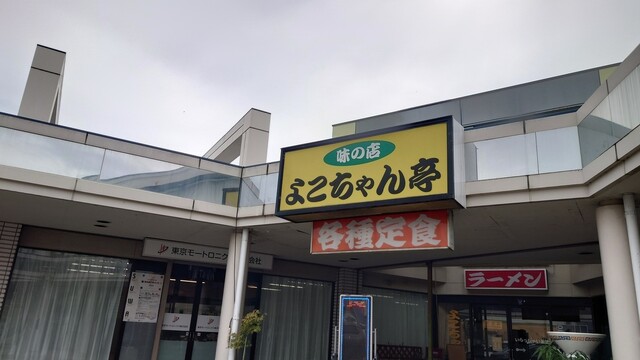 味の店
よこちゃん亭
各種定食
東京モートロニク
ラーメン